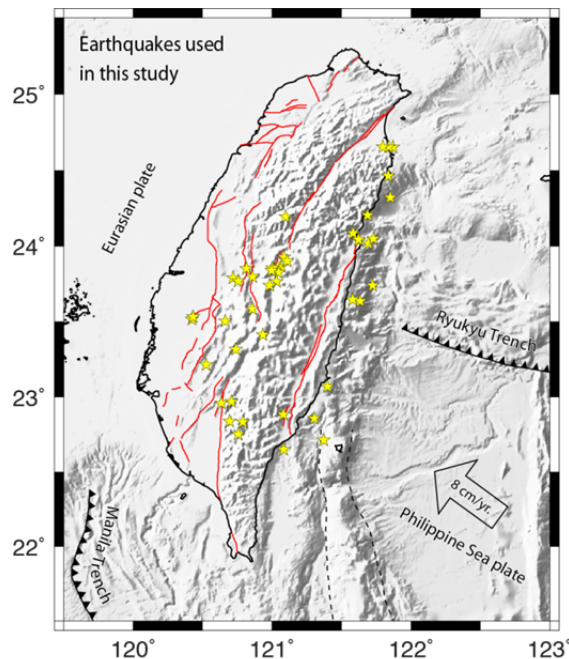 Earthquakes used
in this study
25°
24°
23°
22°
Eurasian plate
Ryukyu Trench
8 cm/yr.
Philippine Sea plate
Manila Trench
120°
121°
122°
123°